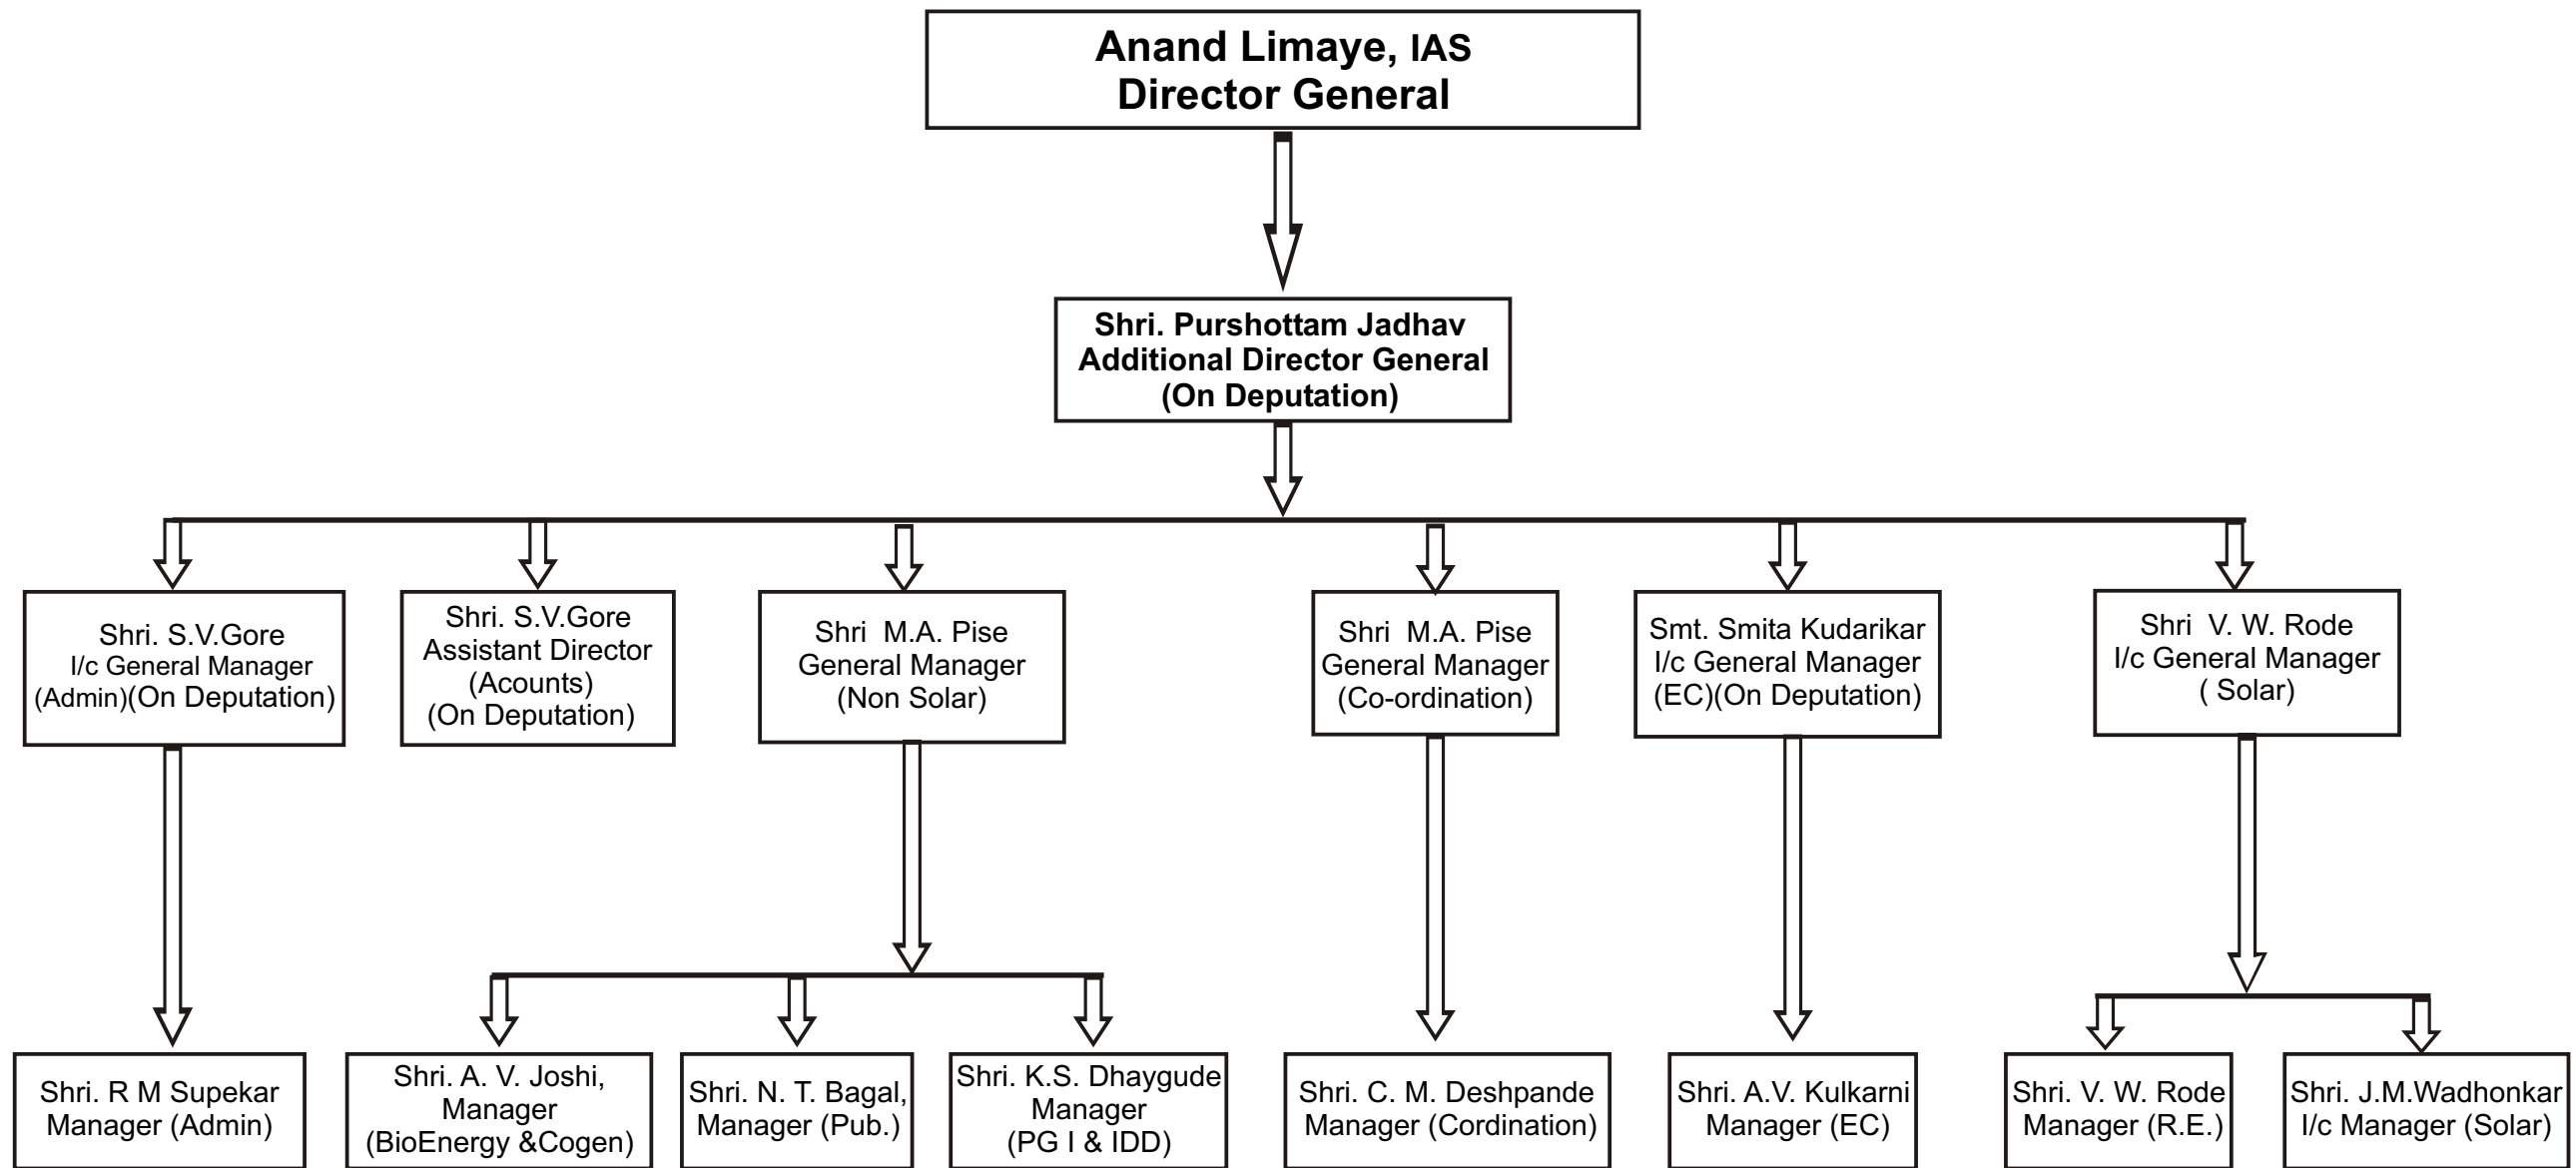 Anand Limaye, IAS
Director General
Shri. Purshottam Jadhav
Additional Director General
(On Deputation)
Shri. S.V.Gore
I/c General Manager
(Admin)(On Deputation)
Shri. S.V.Gore
Assistant Director
(Acounts)
(On Deputation)
Shri M.A. Pise
General Manager
(Non Solar)
Shri M.A. Pise
General Manager
(Co-ordination)
Smt. Smita Kudarikar
I/c General Manager
(EC)(On Deputation)
Shri V. W. Rode
I/c General Manager
( Solar)
Shri. R M Supekar
Manager (Admin)
Shri. A. V. Joshi,
Manager
(BioEnergy &Cogen)
Shri. N. T. Bagal,
Manager (Pub.)
Shri. K.S. Dhaygude
Manager
(PG I & IDD)
Shri. C. M. Deshpande
Manager (Cordination)
Shri. A.V. Kulkarni
Manager (EC)
Shri. V. W. Rode
Manager (R.E.)
Shri. J.M.Wadhonkar
I/c Manager (Solar)